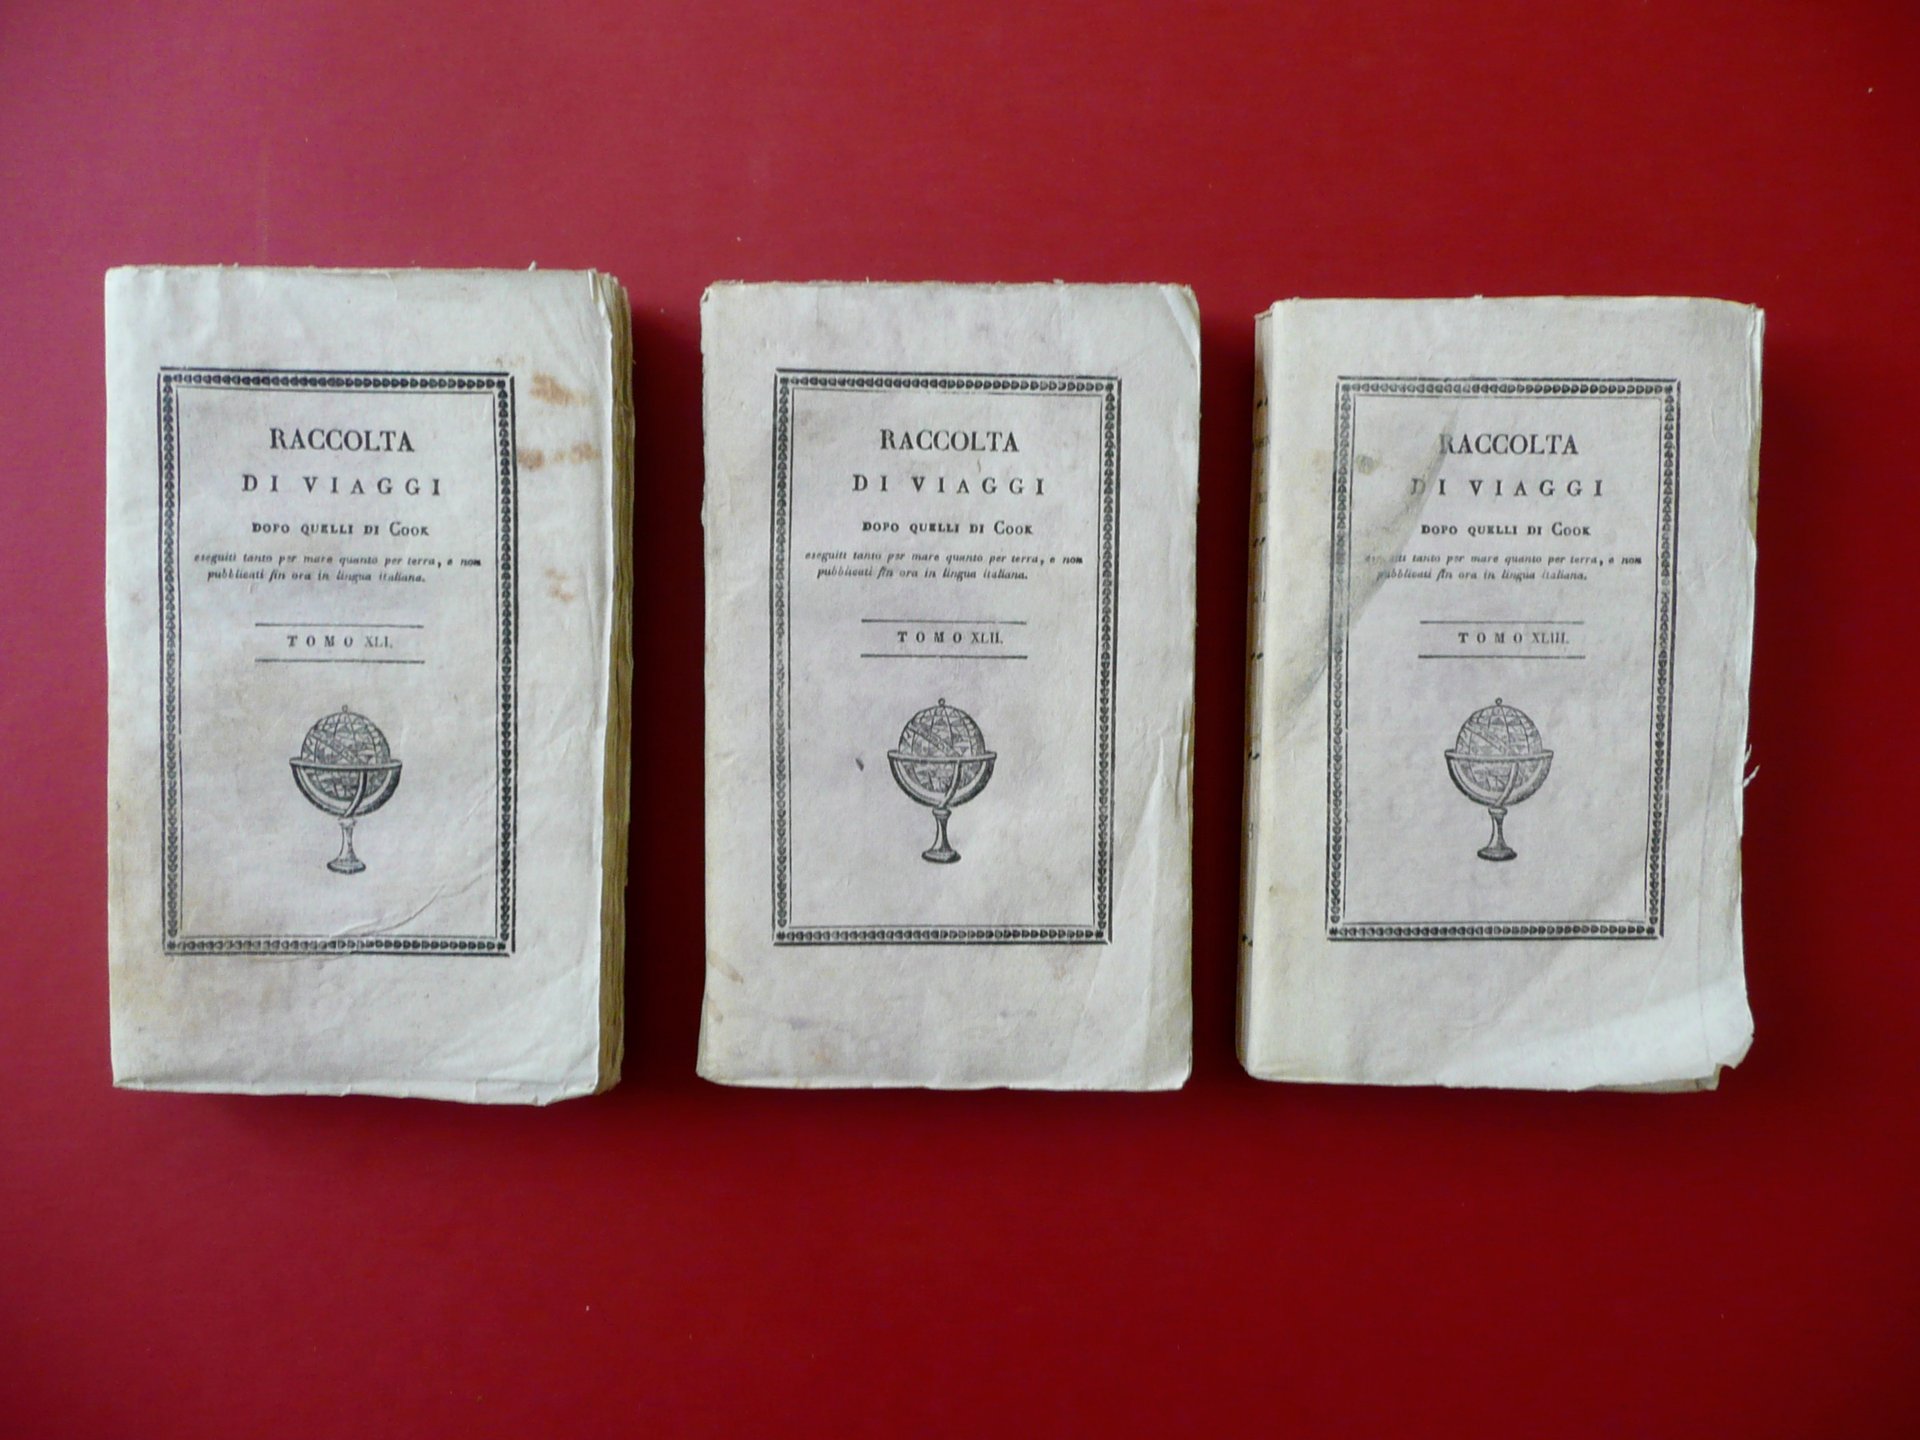 RACCOLTA
DI VIAGGI
DOPO QUELLI DI COOK
eseguiti tanto per mare quanto per terra, e non
pubblicati fin ora in lingua italiana.
TOMO XLI.
RACCOLTA
DI VIAGGI
DOPO QUELLI DI COOK
eseguiti tanto per mare quanto per terra, e non
pubblicati fin ora in lingua italiana.
TOMO XLII.
RACCOLTA
DI VIAGGI
DOPO QUELLI DI COOK
eseguiti tanto per mare quanto per terra, e non
pubblicati fin ora in lingua italiana.
TOMO XLIII.